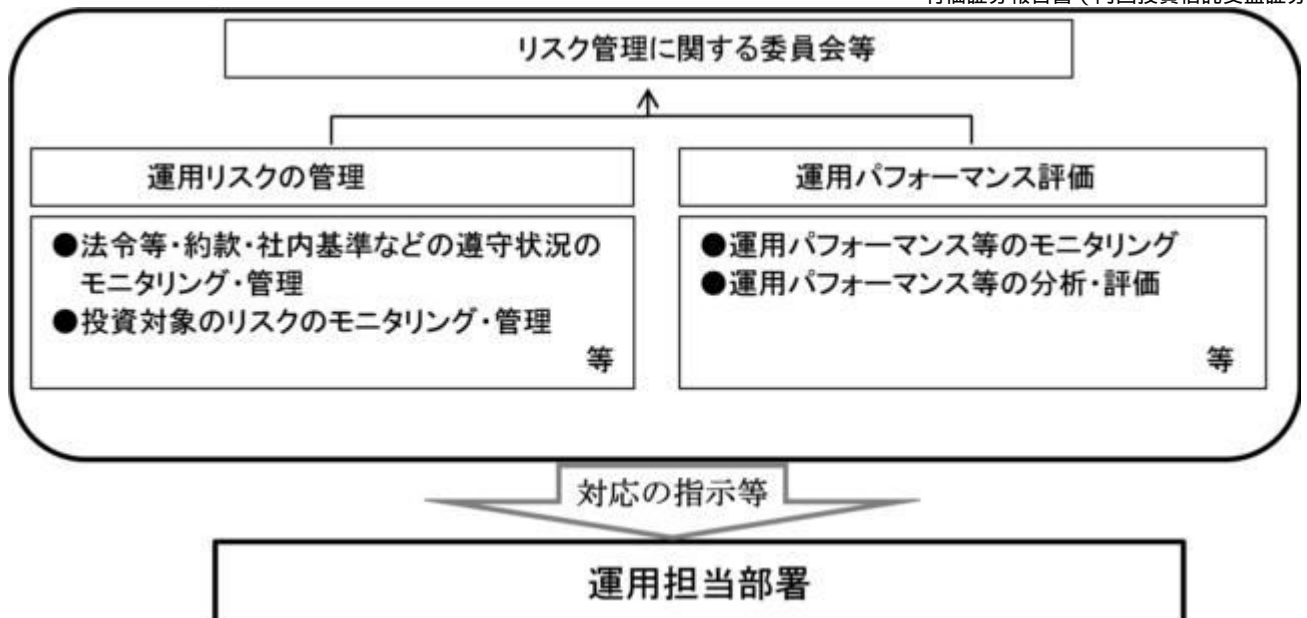 リスク管理に関する委員会等
運用リスクの管理
●法令等・約款・社内基準などの遵守状況の
モニタリング・管理
●投資対象のリスクのモニタリング・管理
等
運用パフォーマンス評価
●運用パフォーマンス等のモニタリング
●運用パフォーマンス等の分析・評価
等
対応の指示等
運用担当部署